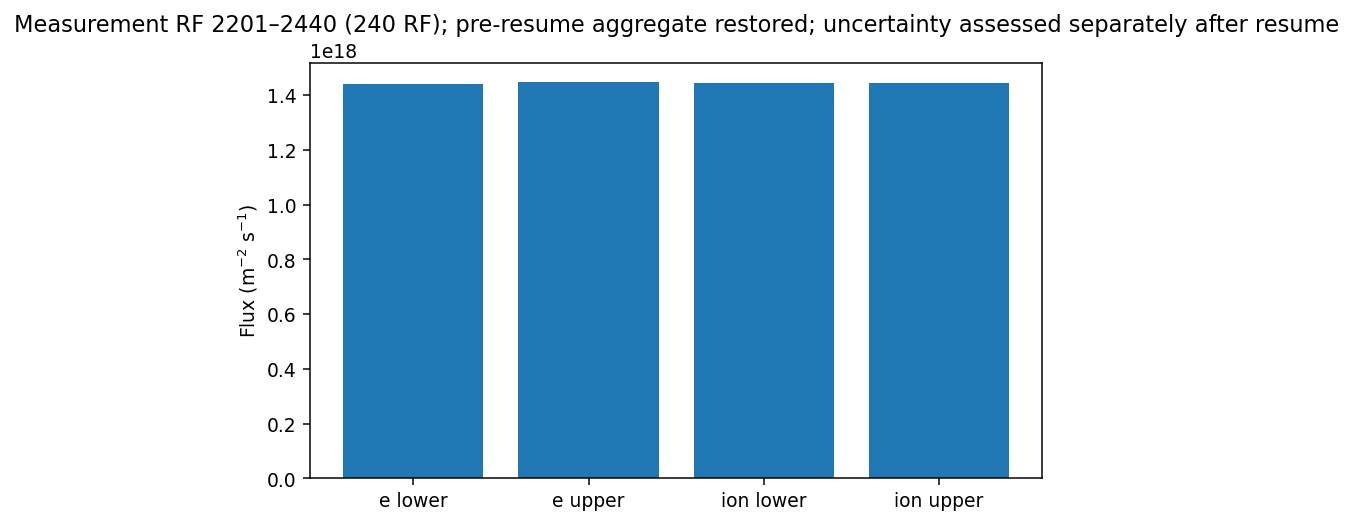 Measurement RF 2201–2440 (240 RF); pre-resume aggregate restored; uncertainty assessed separately after resume
1e18
1.4
1.2
1.0
0.8
0.6
0.4
0.2
0.0
Flux (m⁻² s⁻¹)
e lower
e upper
ion lower
ion upper